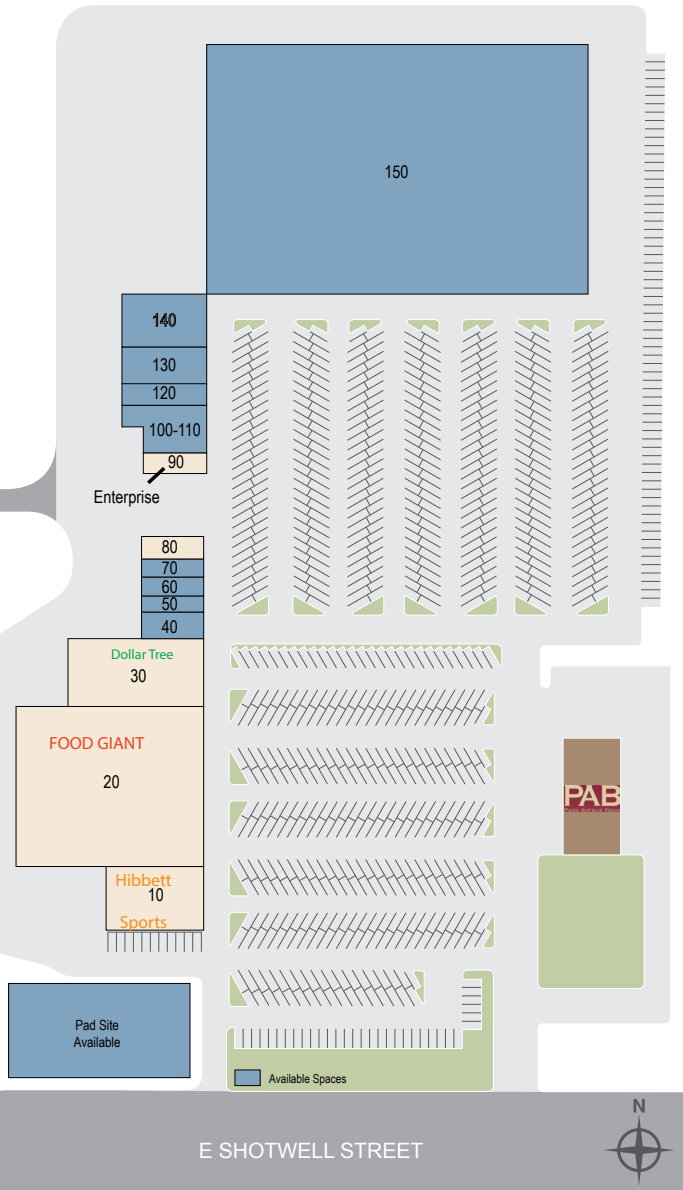 150
140
130
120
100-110
90
Enterprise
80
70
60
50
40
Dollar Tree
30
FOOD GIANT
20
PAB
Hibbett
10
Sports
Pad Site
Available
Available Spaces
N
E SHOTWELL STREET